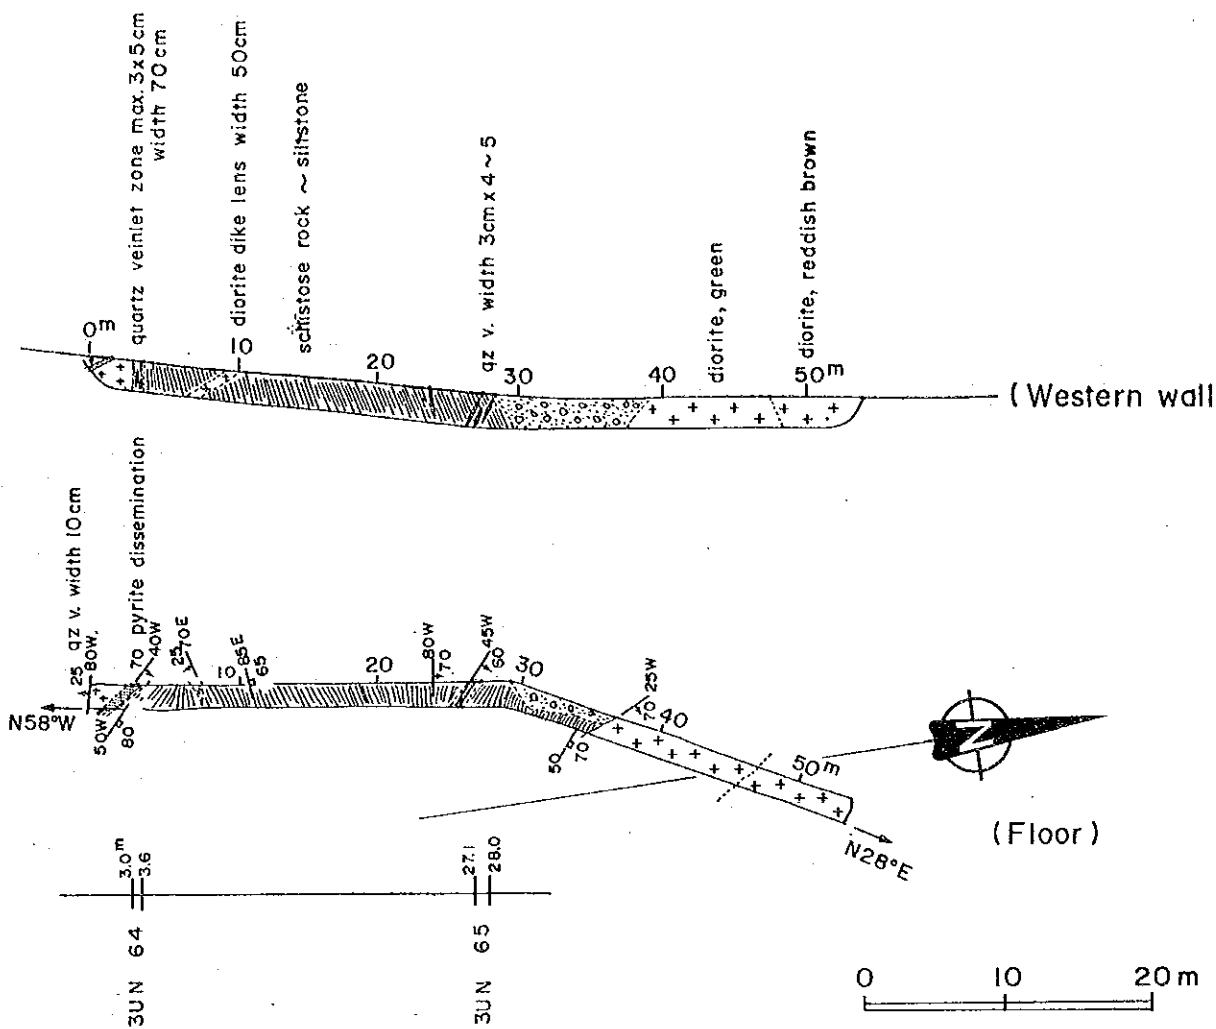 quartz veinlet zone max. 3x5cm
width 70cm
diorite dike lens width 50cm
schistose rock ~ siltstone
qz v. width 3cm x 4 ~ 5
diorite, green
diorite, reddish brown
0m
10
20
30
40
50m
(Western wall
qz v. width 10cm
pyrite dissemination
25
80W.
70
40W
25
70E
10
85E
65
20
80W
70
45W
60
30
25W
70
40
50m
N58°W
50W
80
50
70
N28°E
N
(Floor)
3.0m
3.6
27.1
28.0
3UN 64
3UN 65
0
10
20m